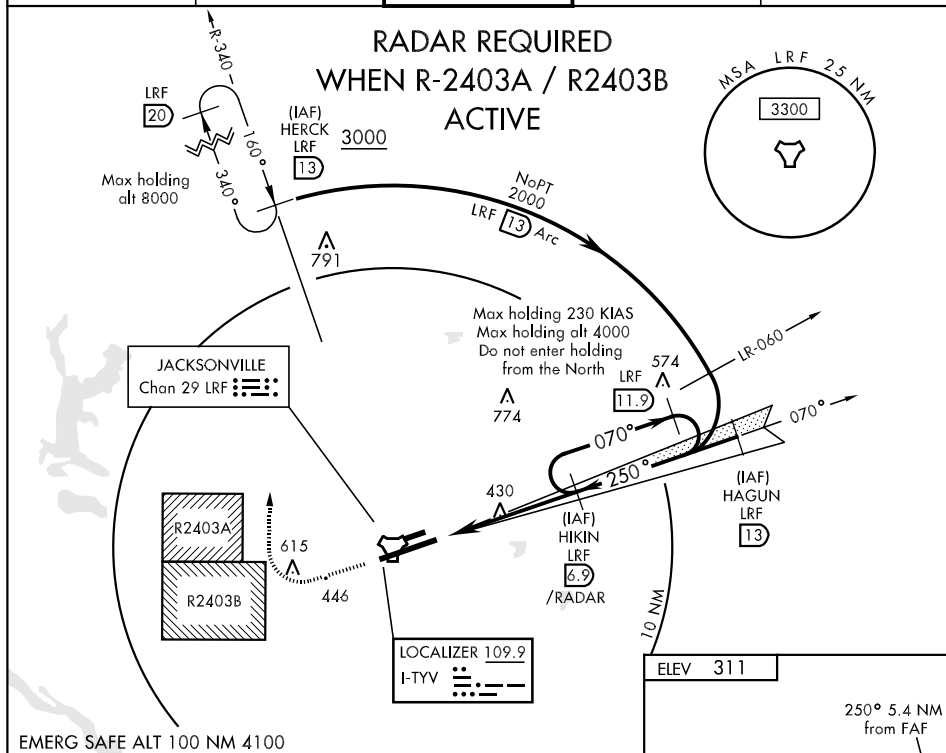 RADAR REQUIRED
WHEN R-2403A / R2403B
ACTIVE
MSA LRF 25 NM
3300
R-340
LRF
20
160°
340°
Max holding
alt 8000
(IAF)
HERCK
LRF
13
3000
NoPT
2000
LRF 13 Arc
791
Max holding 230 KIAS
Max holding alt 4000
Do not enter holding
from the North
774
574
LRF
11.9
LR-060
JACKSONVILLE
Chan 29 LRF
070°
070°
250°
430
(IAF)
HIKIN
LRF
6.9
/RADAR
(IAF)
HAGUN
LRF
13
R2403A
R2403B
615
446
10 NM
LOCALIZER 109.9
I-TYV
ELEV 311
250° 5.4 NM
from FAF
EMERG SAFE ALT 100 NM 4100